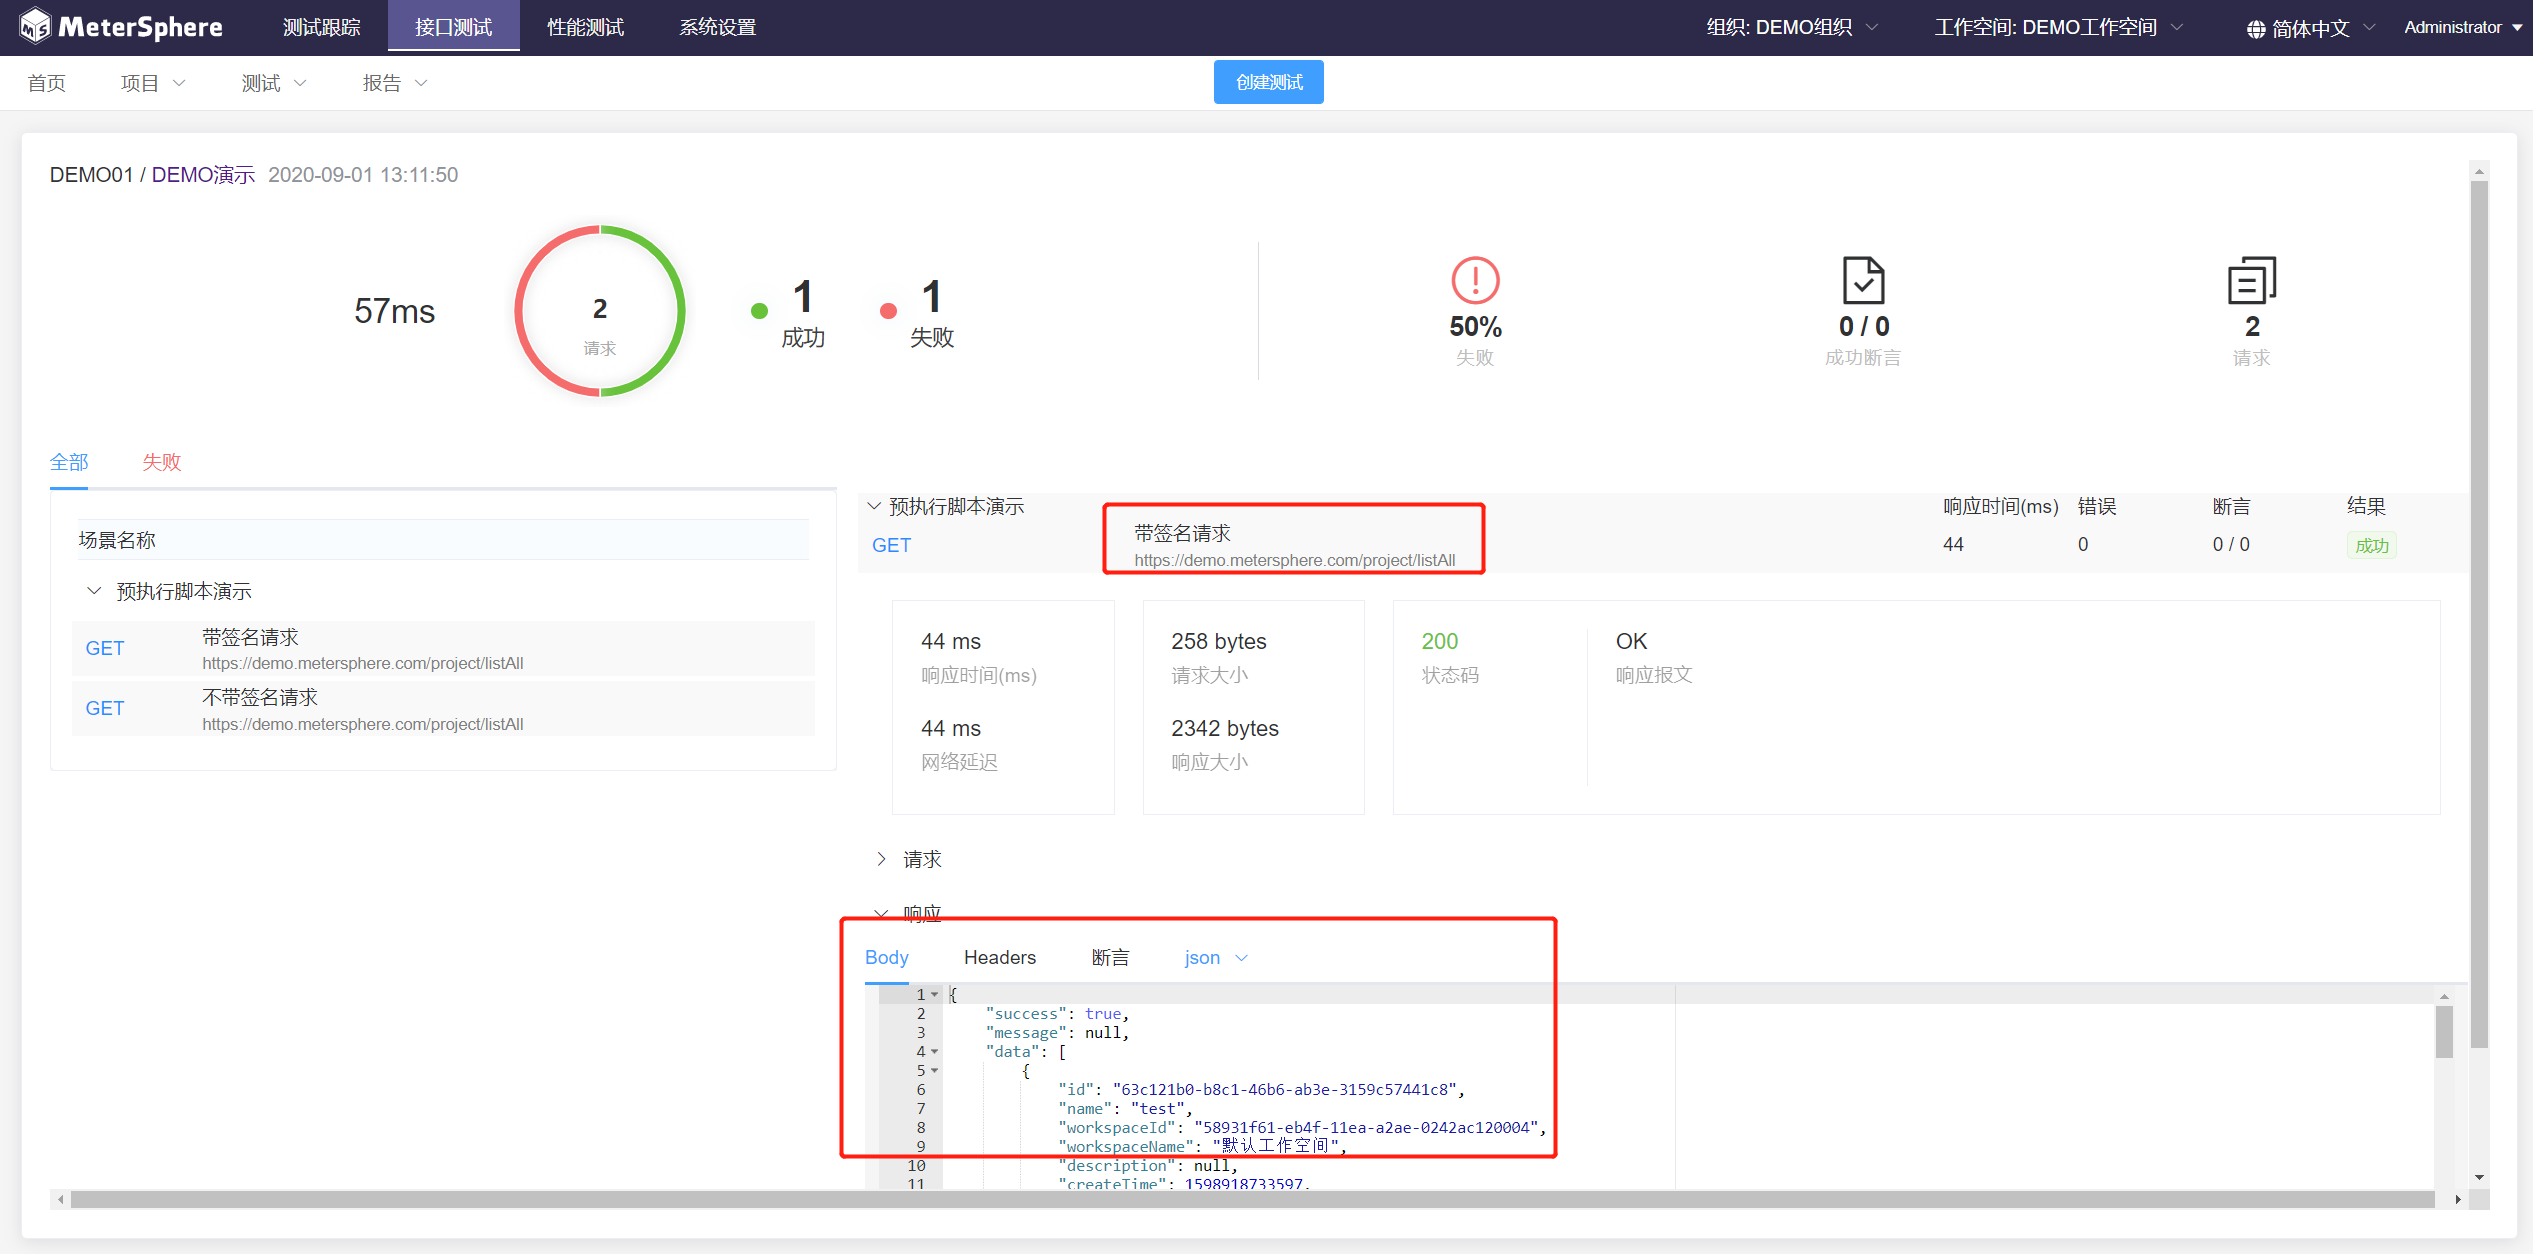 MeterSphere 测试跟踪 接口测试 性能测试 系统设置 组织: DEMO组织 工作空间: DEMO工作空间 简体中文 Administrator
首页 项目 测试 报告 创建测试
DEMO01 / DEMO演示 2020-09-01 13:11:50
57ms
2
请求
1
成功
1
失败
50%
失败
0 / 0
成功断言
2
请求
全部 失败
场景名称
预执行脚本演示
GET
带签名请求
https://demo.metersphere.com/project/listAll
GET
不带签名请求
https://demo.metersphere.com/project/listAll
预执行脚本演示 响应时间(ms) 错误 断言 结果
GET
带签名请求
https://demo.metersphere.com/project/listAll
44 0 0 / 0 成功
44 ms
响应时间(ms)
44 ms
网络延迟
258 bytes
请求大小
2342 bytes
响应大小
200
状态码
OK
响应报文
请求
响应
Body Headers 断言 json
1 {
2 "success": true,
3 "message": null,
4 "data": [
5 {
6 "id": "63c121b0-b8c1-46b6-ab3e-3159c57441c8",
7 "name": "test",
8 "workspaceId": "58931f61-eb4f-11ea-a2ae-0242ac120004",
9 "workspaceName": "默认工作空间",
10 "description": null,
11 "createTime": 1598918733597,